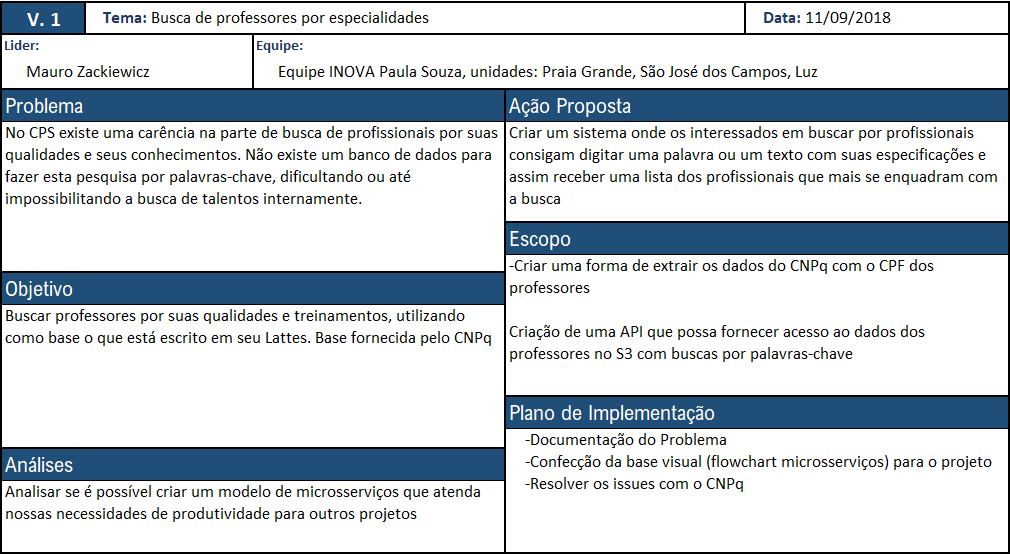 V. 1
Tema: Busca de professores por especialidades
Data: 11/09/2018
Lider:
Mauro Zackiewicz
Equipe:
Equipe INOVA Paula Souza, unidades: Praia Grande, São José dos Campos, Luz
Problema
No CPS existe uma carência na parte de busca de profissionais por suas
qualidades e seus conhecimentos. Não existe um banco de dados para
fazer esta pesquisa por palavras-chave, dificultando ou até
impossibilitando a busca de talentos internamente.
Objetivo
Buscar professores por suas qualidades e treinamentos, utilizando
como base o que está escrito em seu Lattes. Base fornecida pelo CNPq
Análises
Analisar se é possível criar um modelo de microsserviços que atenda
nossas necessidades de produtividade para outros projetos
Ação Proposta
Criar um sistema onde os interessados em buscar por profissionais
consigam digitar uma palavra ou um texto com suas especificações e
assim receber uma lista dos profissionais que mais se enquadram com
a busca
Escopo
-Criar uma forma de extrair os dados do CNPq com o CPF dos
professores
Criação de uma API que possa fornecer acesso ao dados dos
professores no S3 com buscas por palavras-chave
Plano de Implementação
-Documentação do Problema
-Confecção da base visual (flowchart microsserviços) para o projeto
-Resolver os issues com o CNPq